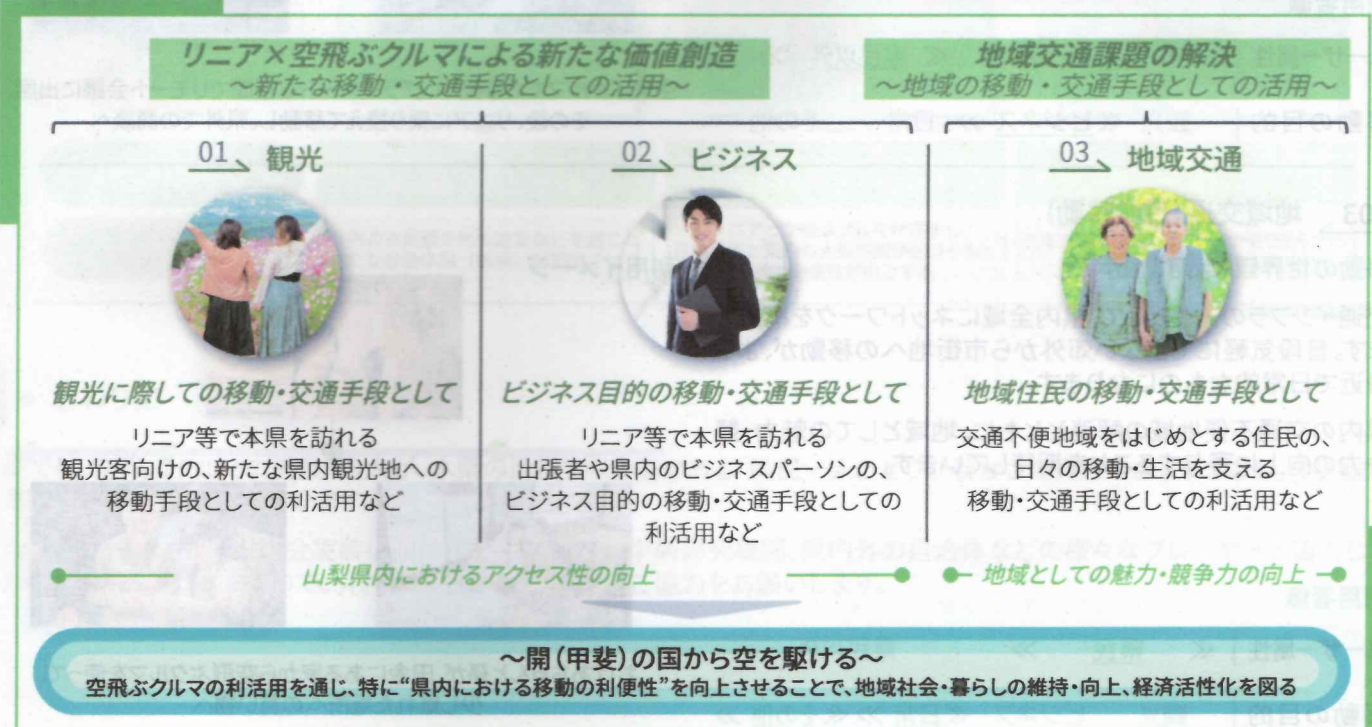 リニア×空飛ぶクルマによる新たな価値創造
～新たな移動・交通手段としての活用～
地域交通課題の解決
～地域の移動・交通手段としての活用～
01 観光
観光に際しての移動・交通手段として
リニア等で本県を訪れる
観光客向けの、新たな県内観光地への
移動手段としての利活用など
02 ビジネス
ビジネス目的の移動・交通手段として
リニア等で本県を訪れる
出張者や県内のビジネスパーソンの、
ビジネス目的の移動・交通手段としての
利活用など
03 地域交通
地域住民の移動・交通手段として
交通不便地域をはじめとする住民の、
日々の移動・生活を支える
移動・交通手段としての利活用など
山梨県内におけるアクセス性の向上
地域としての魅力・競争力の向上
～開（甲斐）の国から空を駆ける～
空飛ぶクルマの利活用を通じ、特に“県内における移動の利便性”を向上させることで、地域社会・暮らしの維持・向上、経済活性化を図る